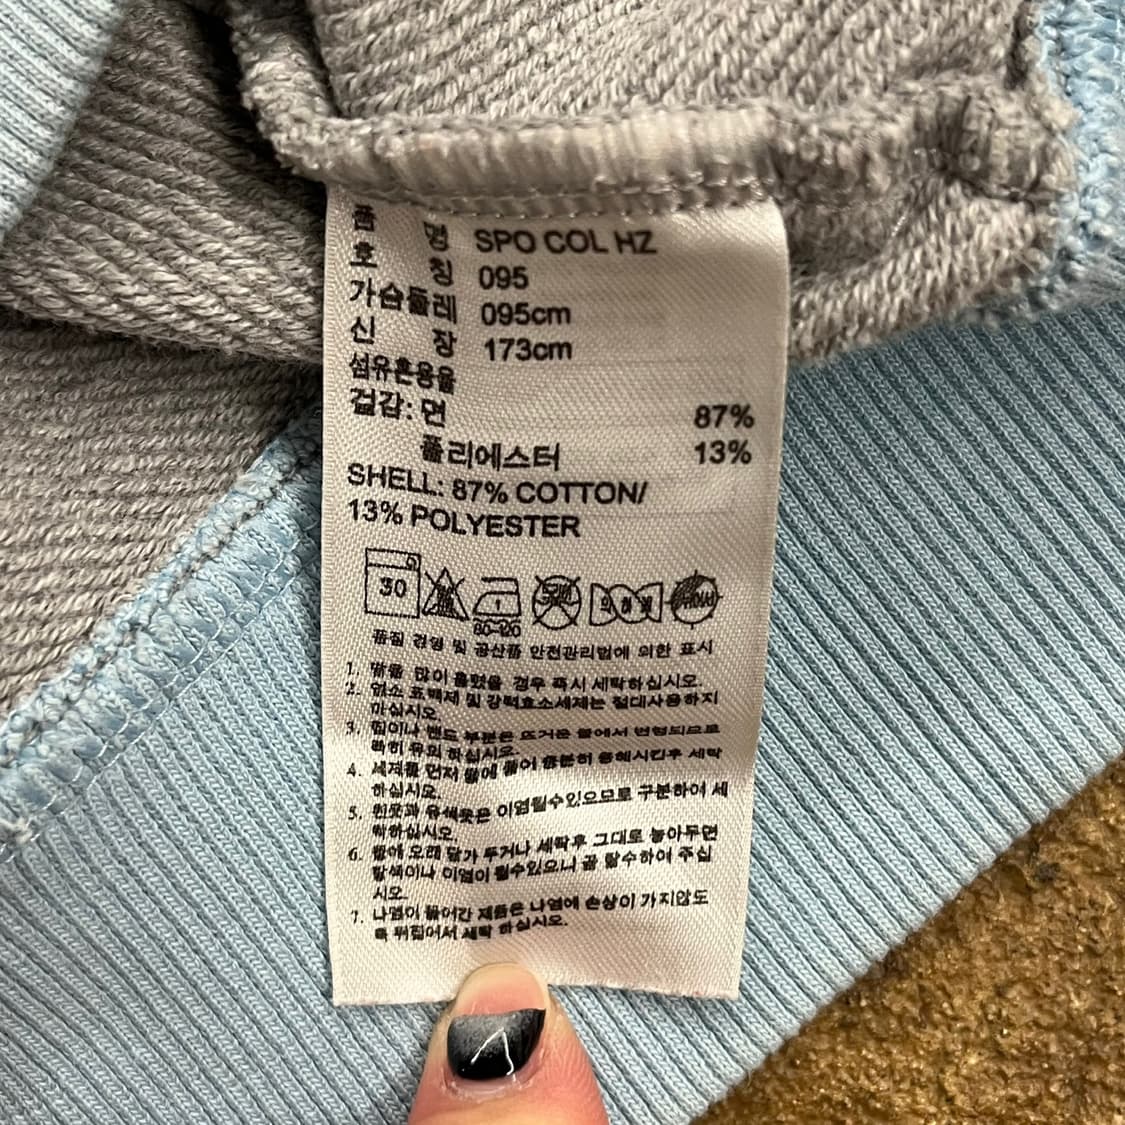 품 명 SPO COL HZ
호 칭 095
가슴둘레 095cm
신 장 173cm
섬유혼용율
겉감: 면 87%
폴리에스터 13%
SHELL: 87% COTTON/
13% POLYESTER
30
80~120
품질 경영 및 공산품 안전관리법에 의한 표시
1. 땀을 많이 흘렸을 경우 즉시 세탁하십시오.
2. 염소 표백제 및 강력효소세제는 절대사용하지
마십시오.
3. 찝이나 밴드 부분은 뜨거운 물에서 변형되므로
특히 유의 하십시오.
4. 세제를 먼저 물에 풀어 충분히 용해시킨후 세탁
하십시오.
5. 흰옷과 유색옷은 이염될수있으므로 구분하여 세
탁하십시오.
6. 물에 오래 담가 두거나 세탁후 그대로 놓아두면
탈색이나 이염이 될수있으니 곧 탈수하여 주십
시오.
7. 나염이 들어간 제품은 나염에 손상이 가지않도
록 뒤집어서 세탁 하십시오.